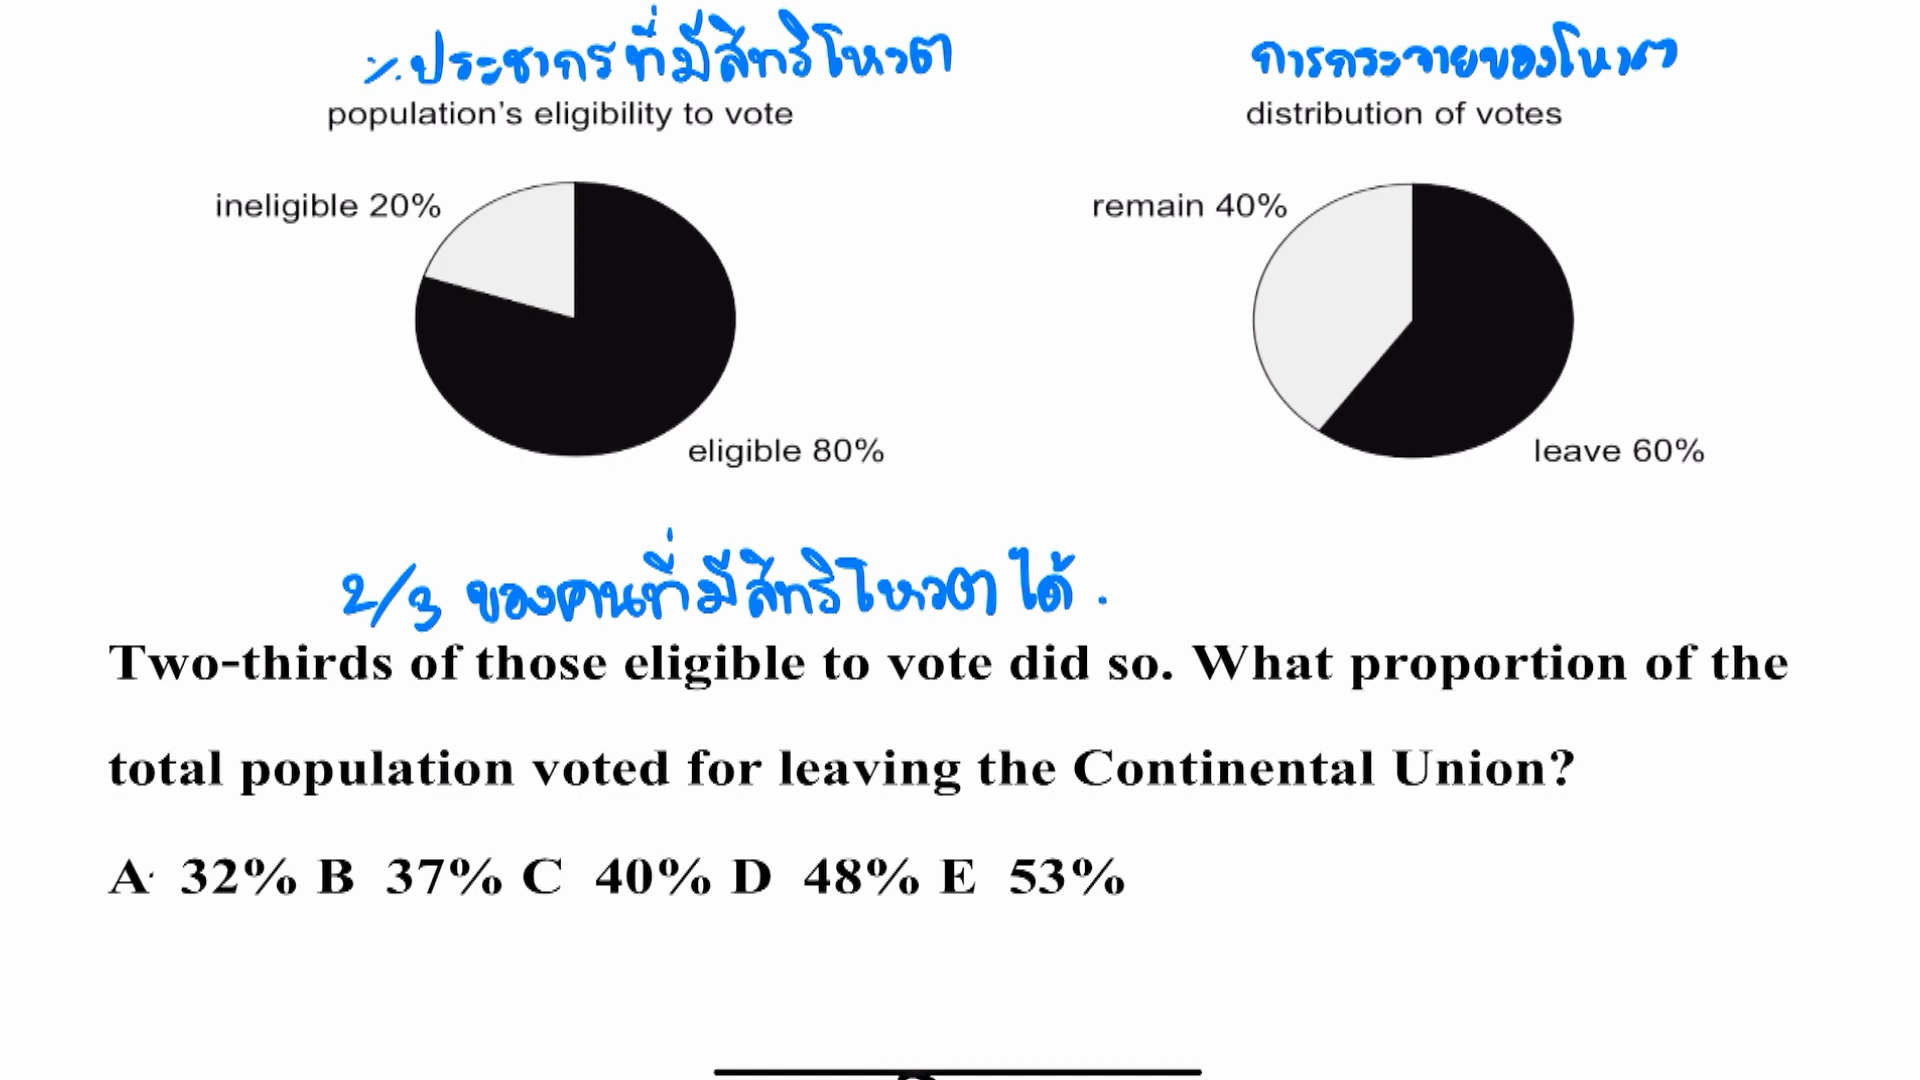 % ประชากรที่มีสิทธิโหวต
การกระจายของโหวต
population's eligibility to vote
distribution of votes
ineligible 20%
remain 40%
eligible 80%
leave 60%
2/3 ของคนที่มีสิทธิโหวตได้.
Two-thirds of those eligible to vote did so. What proportion of the
total population voted for leaving the Continental Union?
A 32% B 37% C 40% D 48% E 53%